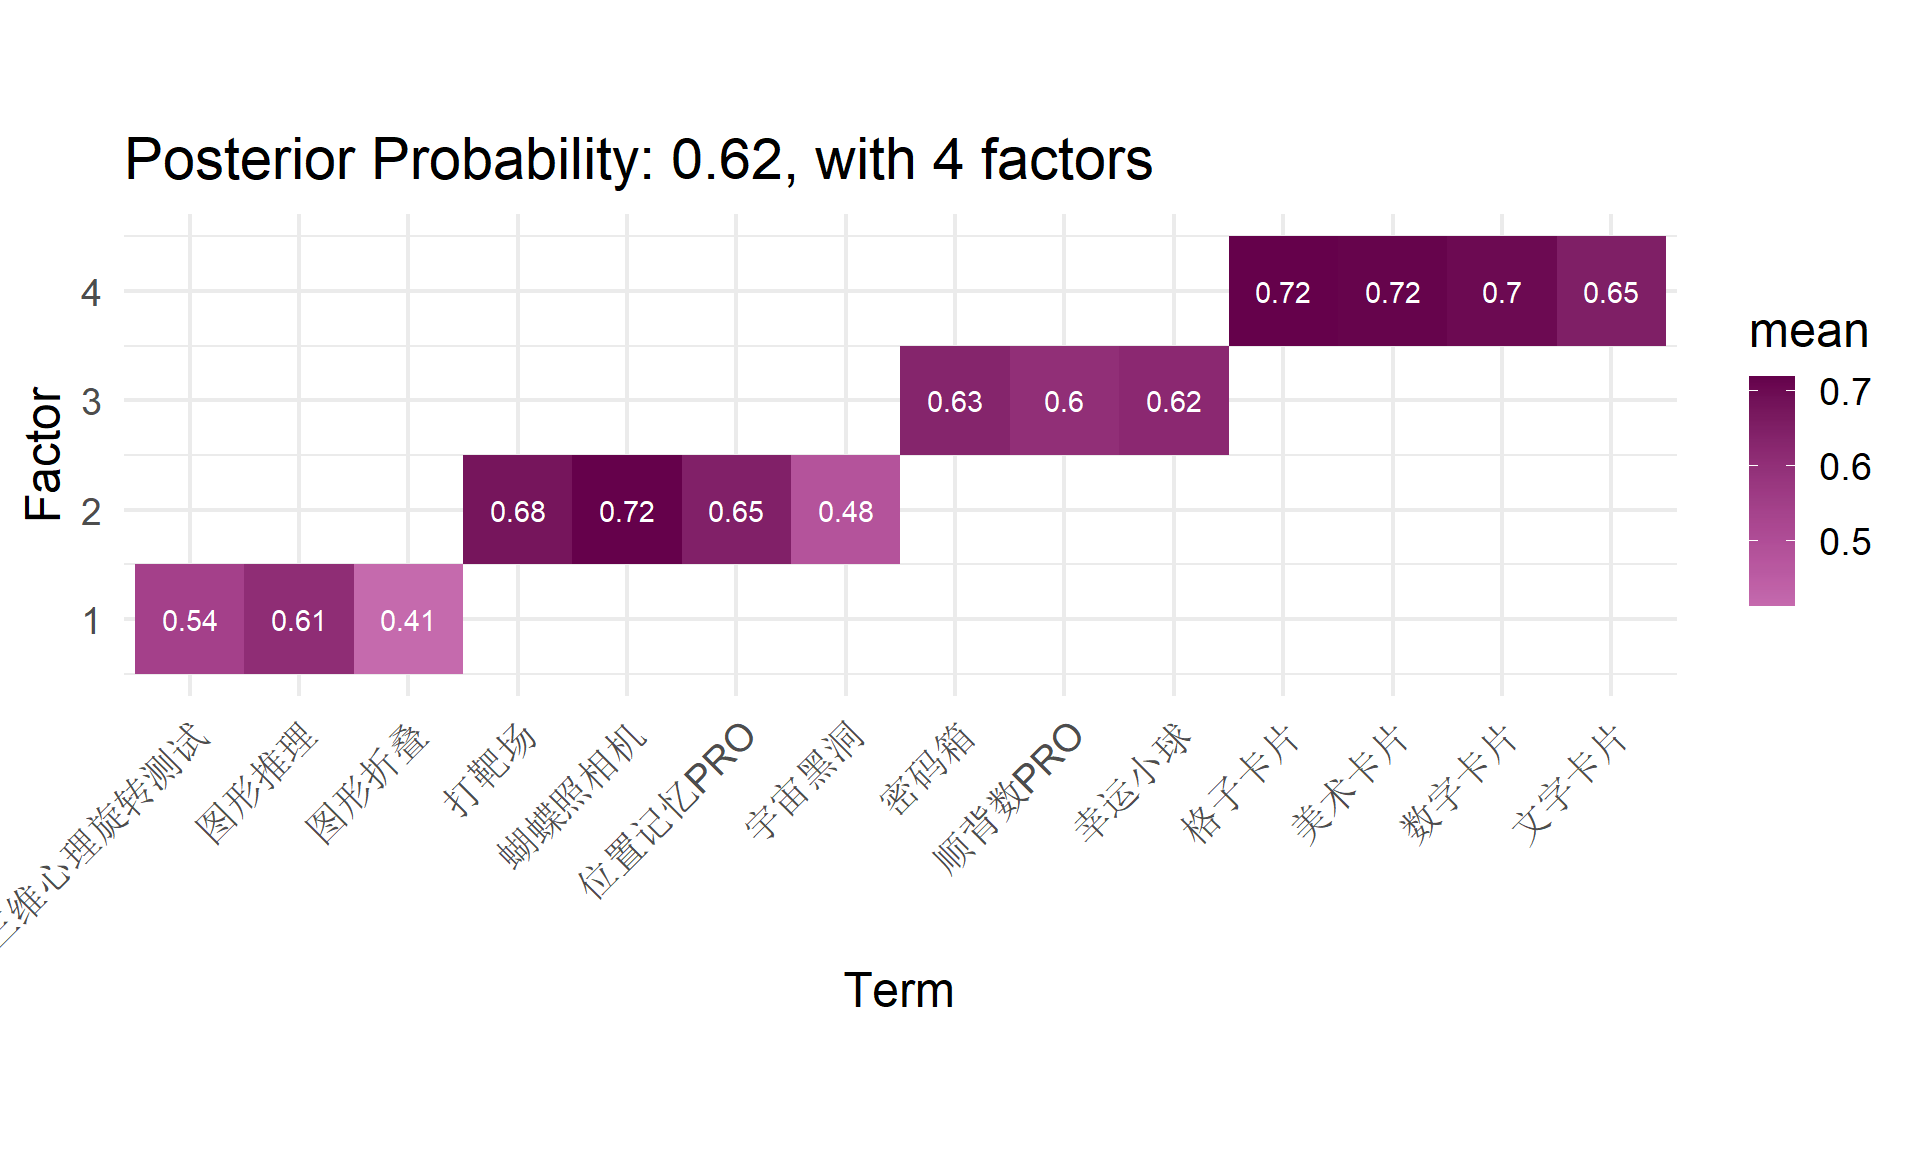 Posterior Probability: 0.62, with 4 factors
Factor
4
3
2
1
0.72 0.72 0.7 0.65
0.63 0.6 0.62
0.68 0.72 0.65 0.48
0.54 0.61 0.41
mean
0.7
0.6
0.5
三维心理旋转测试
图形推理
图形折叠
打靶场
蝴蝶照相机
位置记忆PRO
宇宙黑洞
密码箱
顺背数PRO
幸运小球
格子卡片
美术卡片
数字卡片
文字卡片
Term